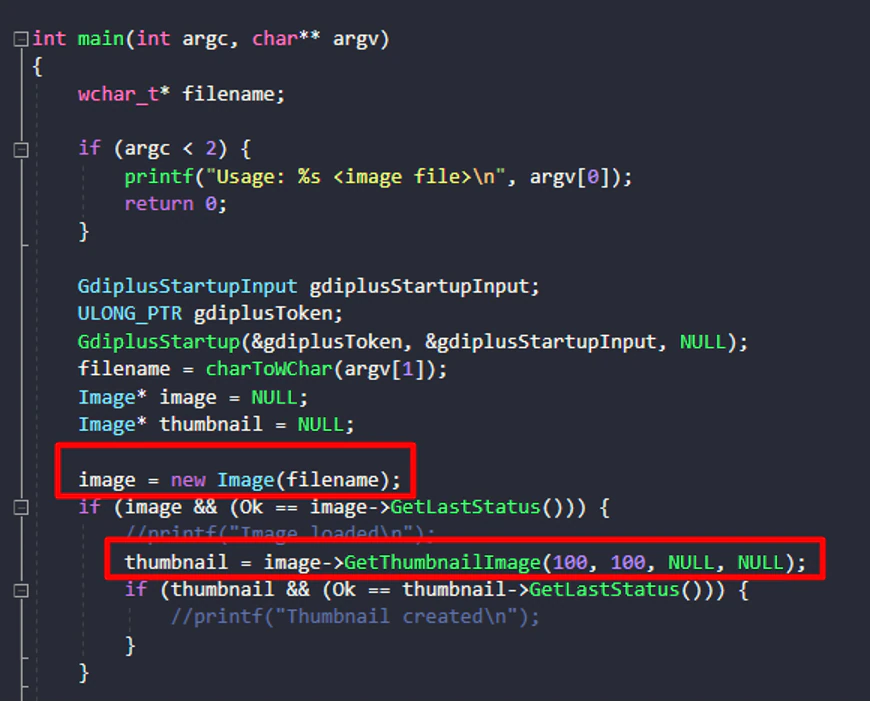 int main(int argc, char** argv)
{
wchar_t* filename;
if (argc < 2) {
printf("Usage: %s <image file>\n", argv[0]);
return 0;
}
GdiplusStartupInput gdiplusStartupInput;
ULONG_PTR gdiplusToken;
GdiplusStartup(&gdiplusToken, &gdiplusStartupInput, NULL);
filename = charToWChar(argv[1]);
Image* image = NULL;
Image* thumbnail = NULL;
image = new Image(filename);
if (image && (Ok == image->GetLastStatus())) {
//printf("Image loaded\n");
thumbnail = image->GetThumbnailImage(100, 100, NULL, NULL);
if (thumbnail && (Ok == thumbnail->GetLastStatus())) {
//printf("Thumbnail created\n");
}
}